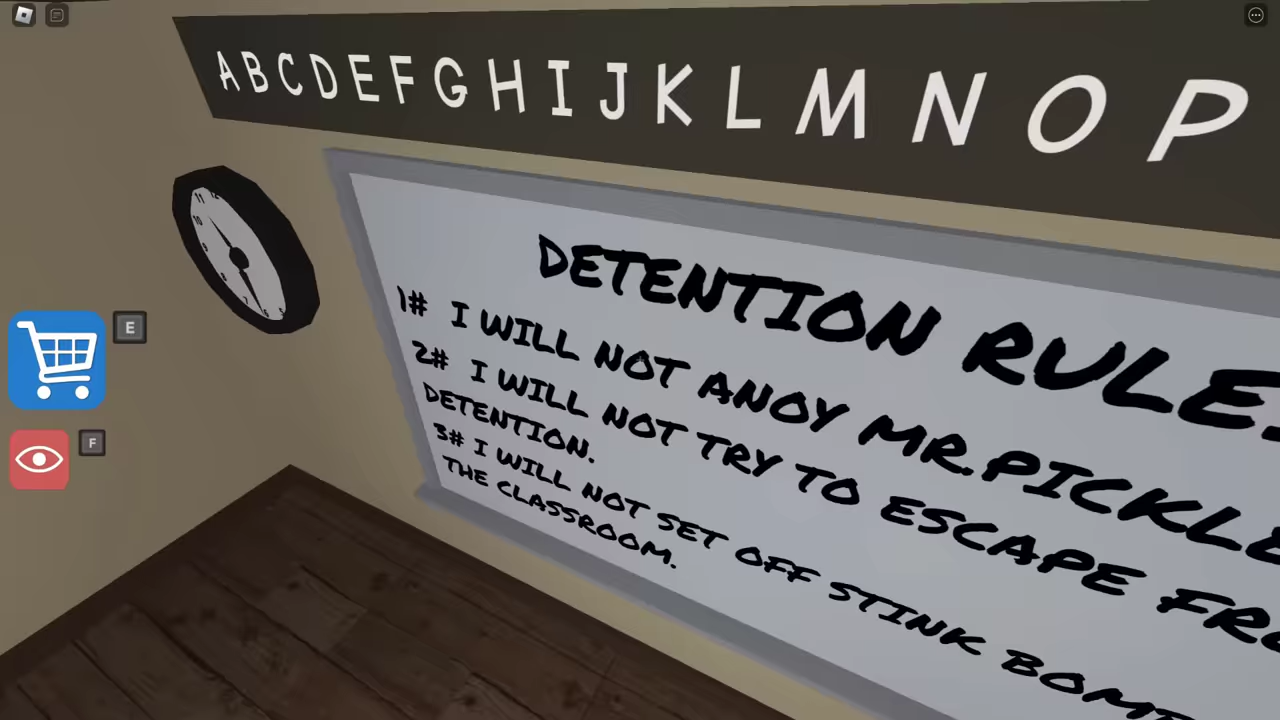 A B C D E F G H I J K L M N O P
DETENTION RULE
1# I WILL NOT ANOY MR.PICKLE
2# I WILL NOT TRY TO ESCAPE FRO
DETENTION.
3# I WILL NOT SET OFF STINK BOM
THE CLASSROOM.
E
F